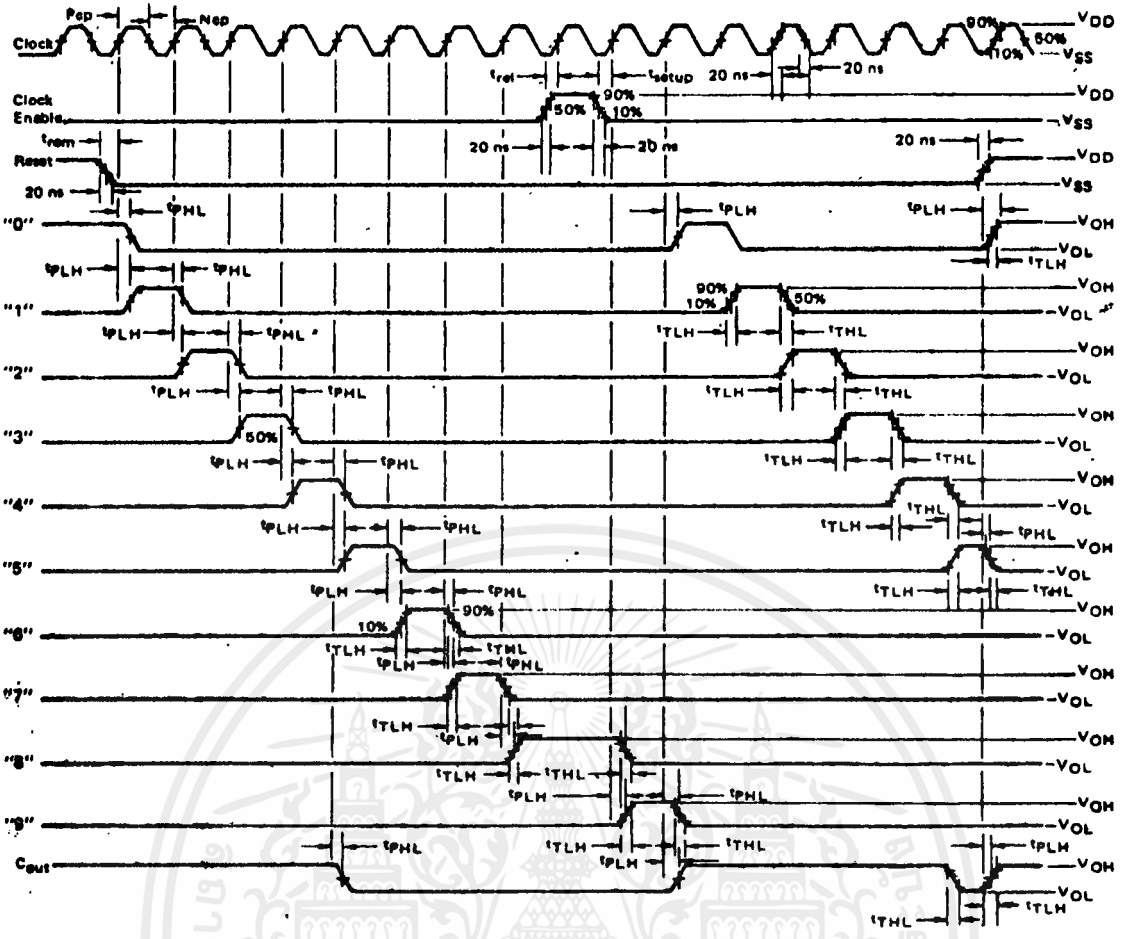 Pcp Ncp 90% VDD
Clock 50%
10% VSS
trel tsetup 20 ns 20 ns
Clock 90% VDD
Enable 50% 10% VSS
trem 20 ns 20 ns 20 ns
Reset VDD
20 ns VSS
tPHL tPLH tPLH
"0" VOH
VOL
tPLH tPHL tTLH
90% VOH
"1" 10% 50% VOL
tPLH tPHL tTLH tTHL
VOH
"2" VOL
tPLH tPHL tTLH tTHL
VOH
"3" 50% VOL
tPLH tPHL tTLH tTHL
VOH
"4" tTHL VOL
tPLH tPHL tTLH tPHL
VOH
"5" VOL
tPLH tPHL tTLH tTHL
90% VOH
"6" 10% VOL
tTLH tTHL
tPLH tPHL
VOH
"7" VOL
tTLH
tPLH VOH
"8" VOL
tTLH tTHL
tPLH tPHL
VOH
"9" VOL
tPHL tTLH tTHL tPLH
tPLH
Cout VOH
VOL
tTHL tTLH